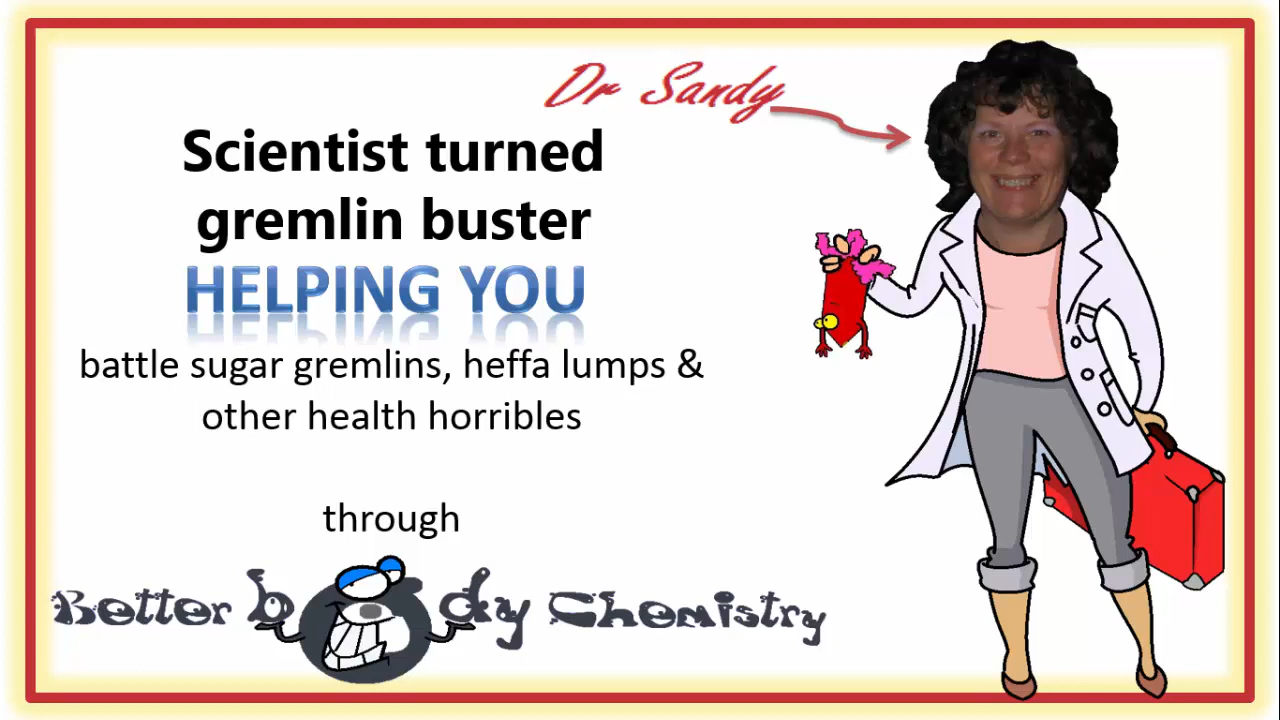 Dr Sandy
Scientist turned
gremlin buster
HELPING YOU
battle sugar gremlins, heffa lumps &
other health horribles
through
Better body Chemistry